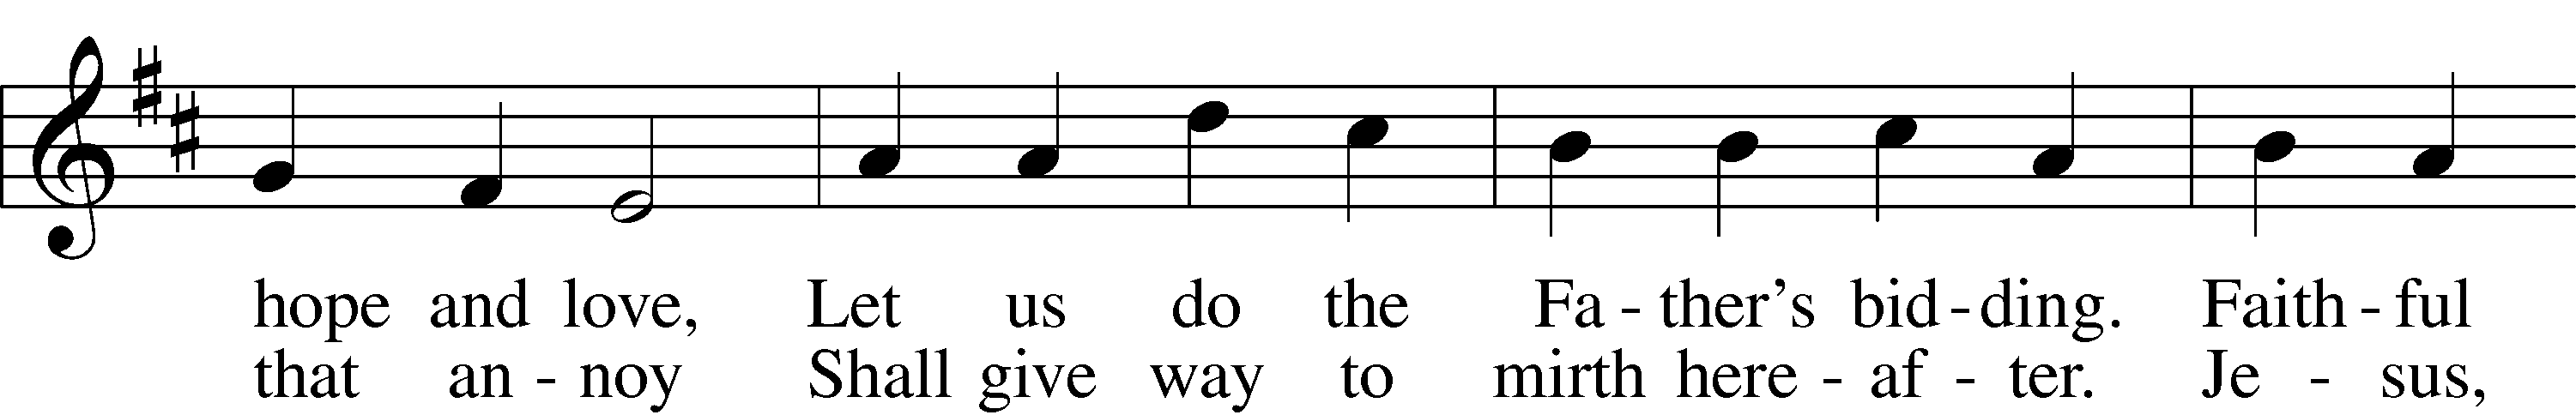 hope and love, Let us do the Fa - ther's bid - ding. Faith - ful
that an - noy Shall give way to mirth here - af - ter. Je - sus,